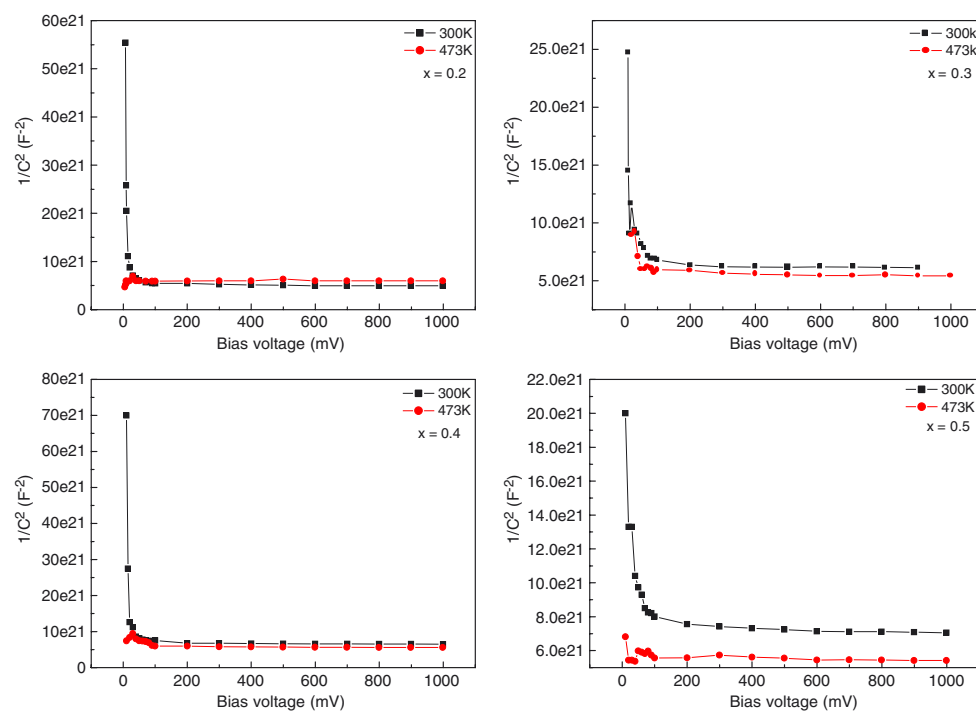 60e21
50e21
40e21
30e21
20e21
10e21
0
1/C² (F⁻²)
300K
473K
x = 0.2
0 200 400 600 800 1000
Bias voltage (mV)
25.0e21
20.0e21
15.0e21
10.0e21
5.0e21
1/C² (F⁻²)
300k
473k
x = 0.3
0 200 400 600 800 1000
Bias voltage (mV)
80e21
70e21
60e21
50e21
40e21
30e21
20e21
10e21
0
1/C² (F⁻²)
300K
473K
x = 0.4
0 200 400 600 800 1000
Bias voltage (mV)
22.0e21
20.0e21
18.0e21
16.0e21
14.0e21
12.0e21
10.0e21
8.0e21
6.0e21
1/C² (F⁻²)
300K
473K
x = 0.5
0 200 400 600 800 1000
Bias voltage (mV)